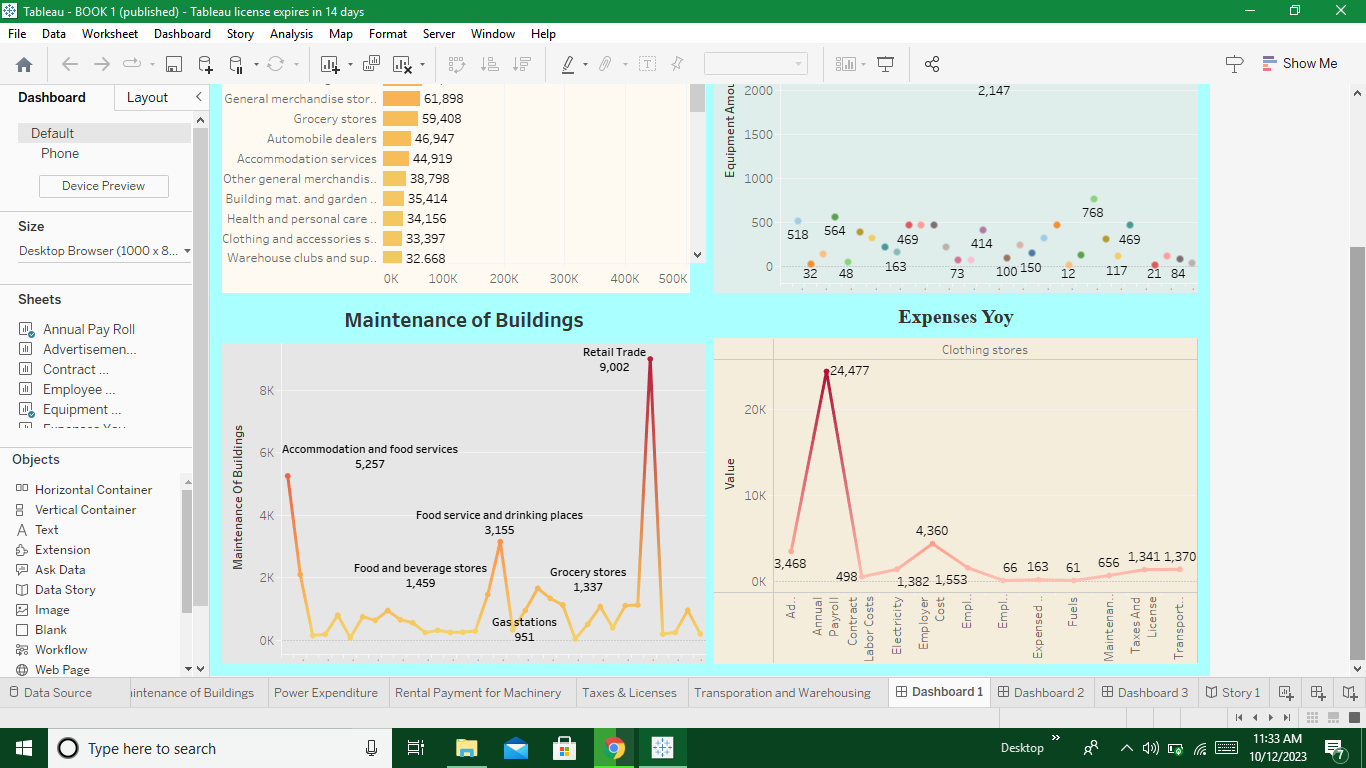 Tableau - BOOK 1 (published) - Tableau license expires in 14 days
File Data Worksheet Dashboard Story Analysis Map Format Server Window Help
Show Me
Dashboard Layout
Default
Phone
Device Preview
Size
Desktop Browser (1000 x 8...
Sheets
Annual Pay Roll
Advertisemen...
Contract ...
Employee ...
Equipment ...
Objects
Horizontal Container
Vertical Container
Text
Extension
Ask Data
Data Story
Image
Blank
Workflow
Web Page
General merchandise stor.. 61,898
Grocery stores 59,408
Automobile dealers 46,947
Accommodation services 44,919
Other general merchandis.. 38,798
Building mat. and garden .. 35,414
Health and personal care .. 34,156
Clothing and accessories s.. 33,397
Warehouse clubs and sup.. 32,668
0K 100K 200K 300K 400K 500K
Equipment Amou
2000
1500
1000
500
0
2,147
518 564 469 414 768 469
32 48 163 73 100 150 12 117 21 84
Maintenance of Buildings
Maintenance Of Buildings
8K
6K
4K
2K
0K
Retail Trade
9,002
Accommodation and food services
5,257
Food service and drinking places
3,155
Food and beverage stores
1,459
Grocery stores
1,337
Gas stations
951
Expenses Yoy
Clothing stores
Value
20K
10K
0K
24,477
3,468
498
1,382
4,360
1,553
66
163
61
656
1,341
1,370
Ad..
Annual
Payroll
Contract
Labor Costs
Electricity
Employer
Cost
Empl..
Empl..
Expensed ..
Fuels
Maintenan..
Taxes And
License
Transport..
Data Source intenance of Buildings Power Expenditure Rental Payment for Machinery Taxes & Licenses Transporation and Warehousing Dashboard 1 Dashboard 2 Dashboard 3 Story 1
Type here to search
Desktop
11:33 AM
10/12/2023
7